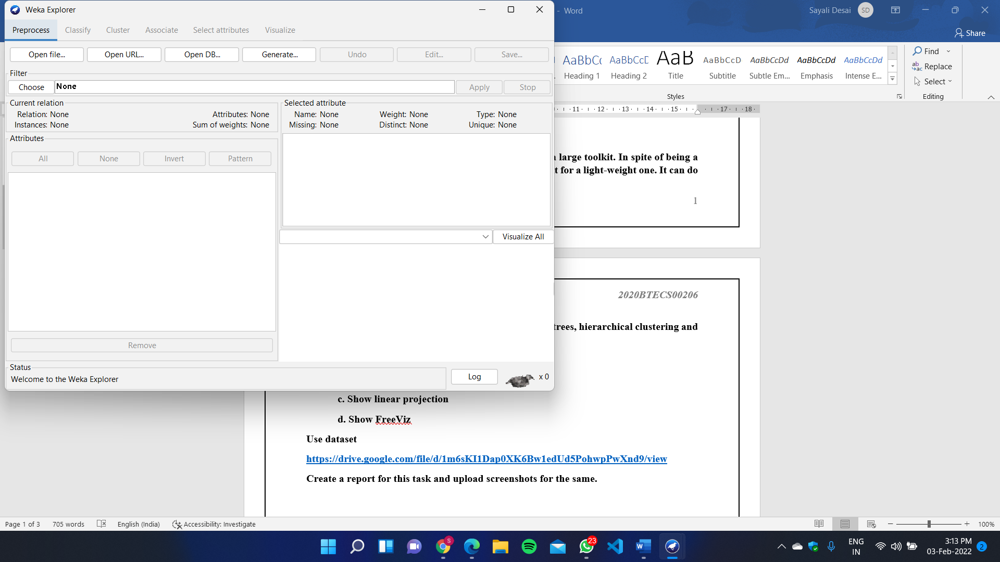 Weka Explorer
Preprocess Classify Cluster Associate Select attributes Visualize
Open file... Open URL... Open DB... Generate... Undo Edit... Save...
Filter
Choose None Apply Stop
Current relation
Relation: None Attributes: None
Instances: None Sum of weights: None
Selected attribute
Name: None Weight: None Type: None
Missing: None Distinct: None Unique: None
Attributes
All None Invert Pattern
Visualize All
Remove
Status
Welcome to the Weka Explorer
Log x 0
- Word
Sayali Desai SD
Share
AaBbCc AaBbCcD AaB AaBbCcD AaBbCcDd AaBbCcDd AaBbCcDd
Heading 1 Heading 2 Title Subtitle Subtle Em... Emphasis Intense E...
Styles
Find
Replace
Select
Editing
11 12 13 14 15 17 18
large toolkit. In spite of being a
t for a light-weight one. It can do
1
2020BTECS00206
trees, hierarchical clustering and
c. Show linear projection
d. Show FreeViz
Use dataset
https://drive.google.com/file/d/1m6sKI1Dap0XK6Bw1edUd5PohwpPwXnd9/view
Create a report for this task and upload screenshots for the same.
Page 1 of 3 705 words English (India) Accessibility: Investigate 100%
S 23
ENG
IN
3:13 PM
03-Feb-2022
2